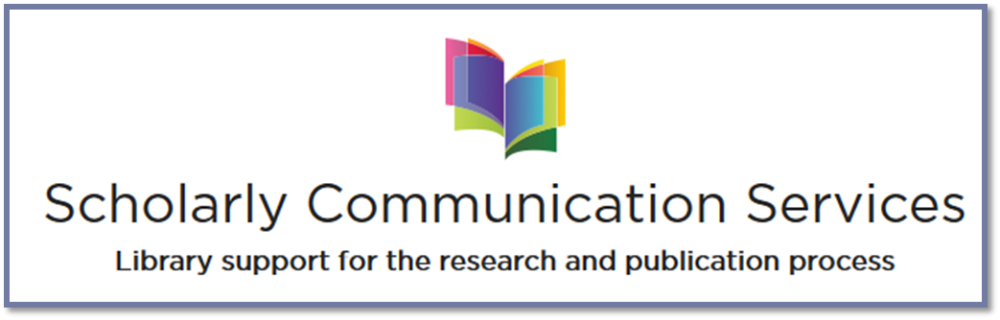 Scholarly Communication Services
Library support for the research and publication process